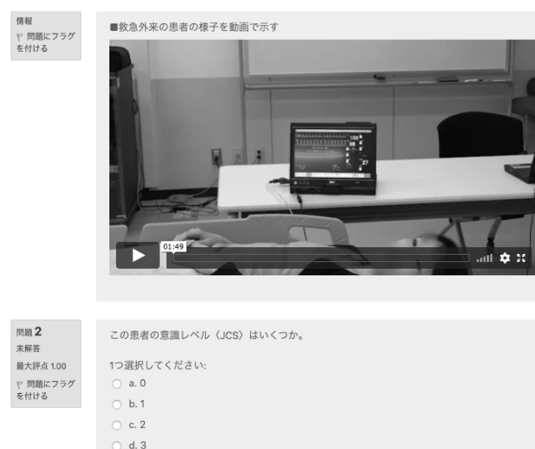 情報
問題にフラグ
を付ける
■救急外来の患者の様子を動画で示す
106
98
27
01:49
問題 2
未解答
最大評点 1.00
問題にフラグ
を付ける
この患者の意識レベル〈JCS〉はいくつか。
1つ選択してください:
a. 0
b. 1
c. 2
d. 3